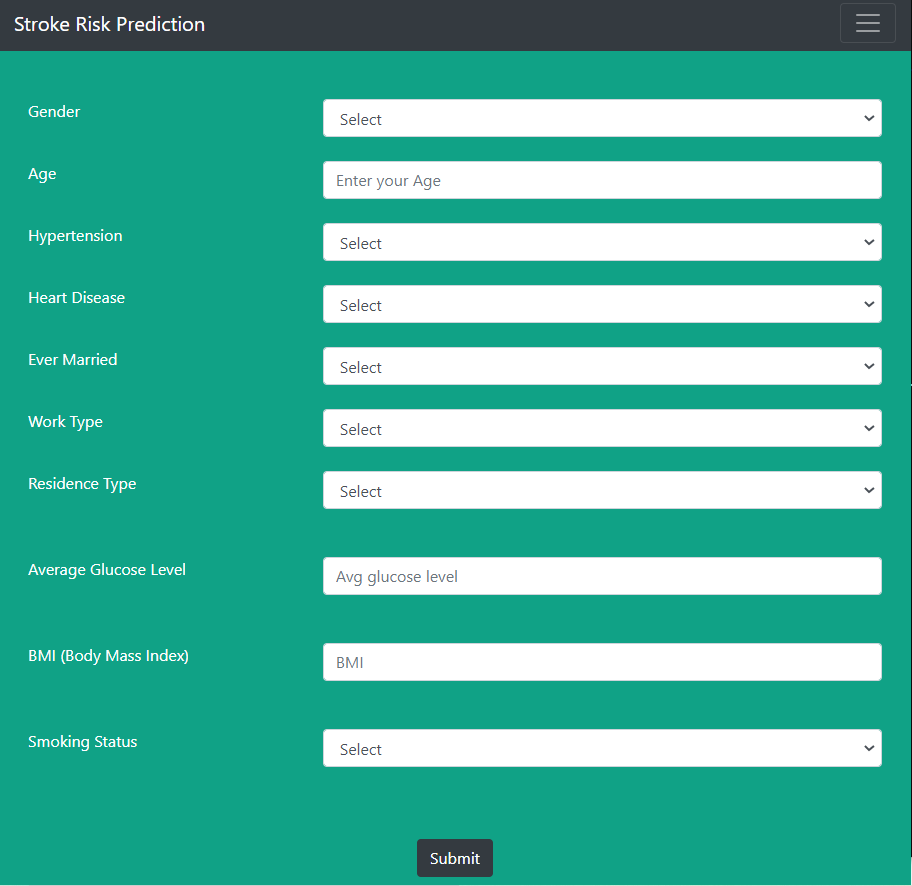 Stroke Risk Prediction
Gender
Select
Age
Enter your Age
Hypertension
Select
Heart Disease
Select
Ever Married
Select
Work Type
Select
Residence Type
Select
Average Glucose Level
Avg glucose level
BMI (Body Mass Index)
BMI
Smoking Status
Select
Submit